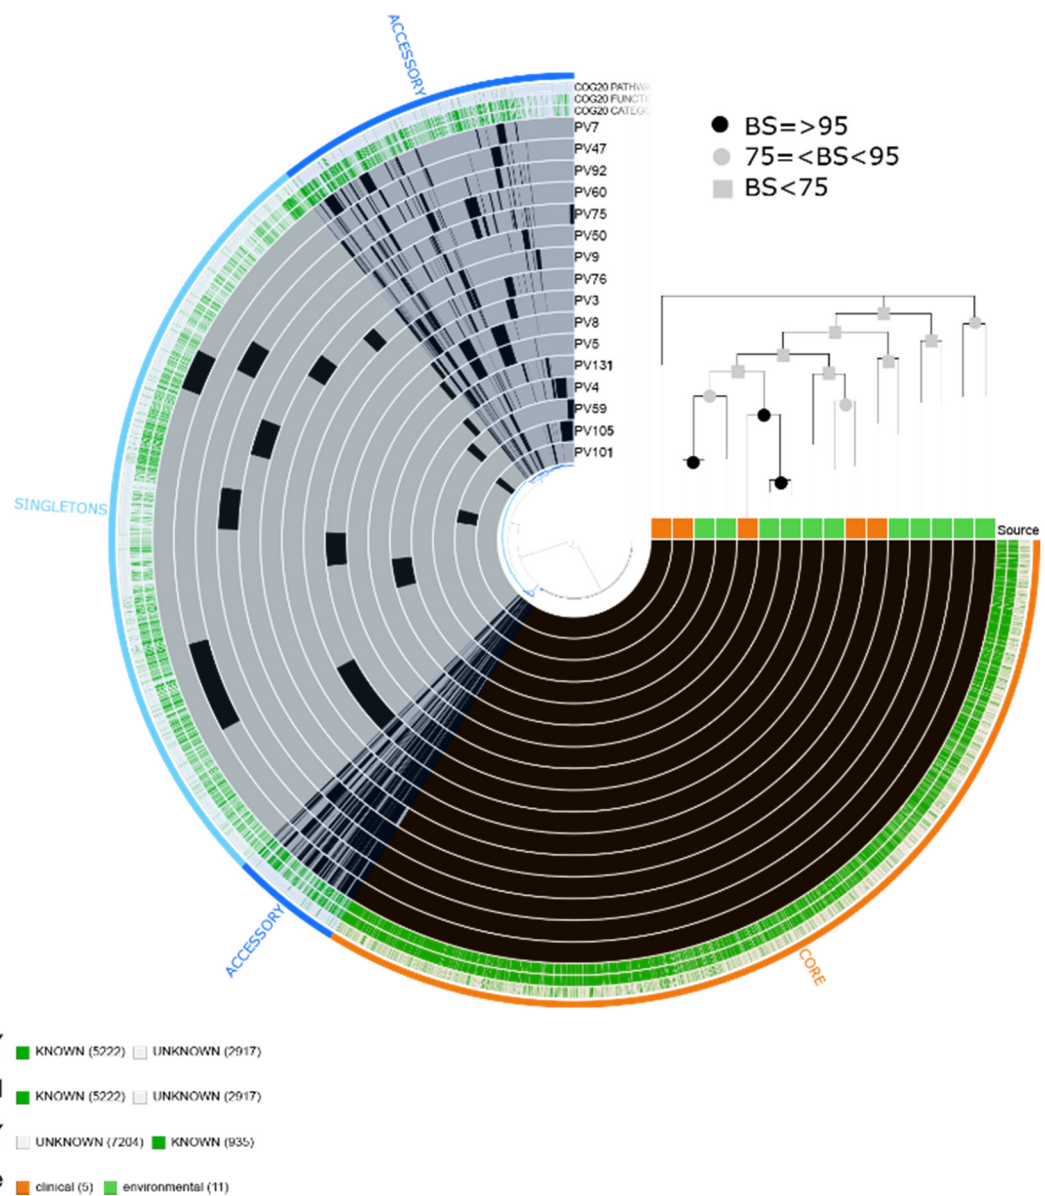 ACCESSORY
COG20 PATHWA
COG20 FUNCTI
COG20 CATEGO
PV7
PV47
PV92
PV60
PV75
PV50
PV9
PV76
PV3
PV8
PV5
PV131
PV4
PV59
PV105
PV101
BS=>95
75=<BS<95
BS<75
SINGLETONS
Source
ACCESSORY
CORE
KNOWN (5222) UNKNOWN (2917)
KNOWN (5222) UNKNOWN (2917)
UNKNOWN (7204) KNOWN (935)
clinical (5) environmental (11)